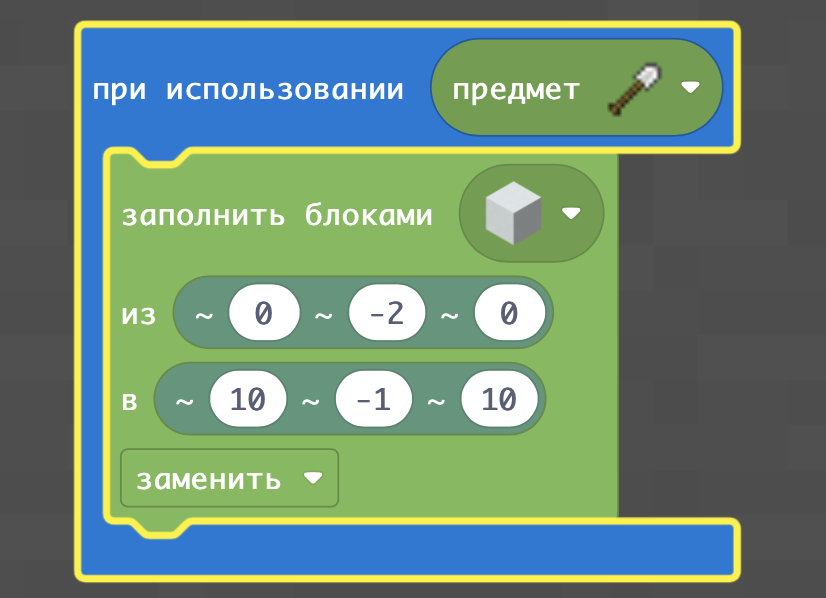 при использовании предмет
заполнить блоками
из ~ 0 ~ -2 ~ 0
в ~ 10 ~ -1 ~ 10
заменить